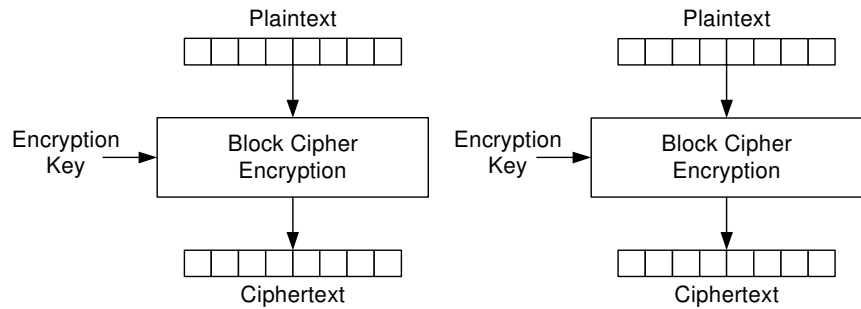 Plaintext
Encryption
Key
Block Cipher
Encryption
Ciphertext
Plaintext
Encryption
Key
Block Cipher
Encryption
Ciphertext